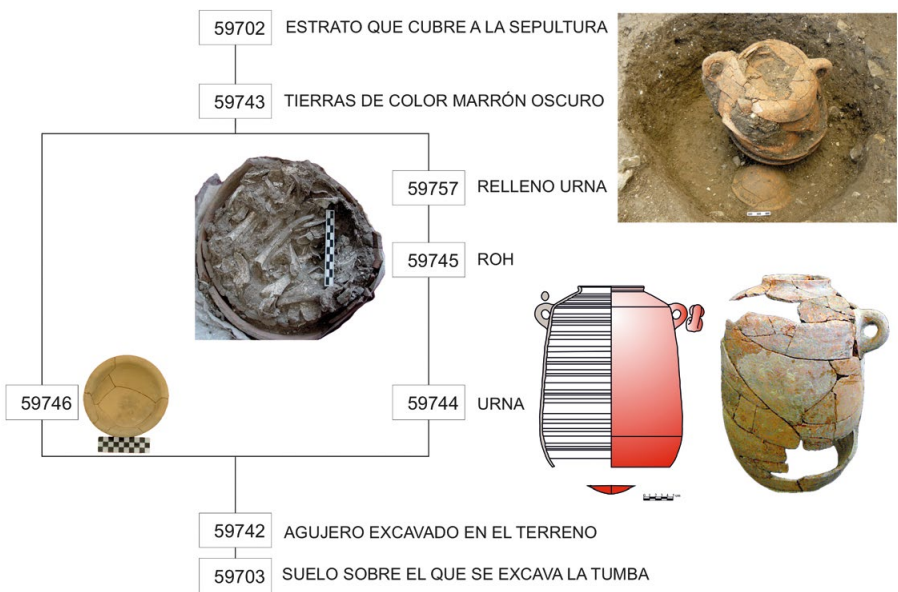 59702 ESTRATO QUE CUBRE A LA SEPULTURA
59743 TIERRAS DE COLOR MARRÓN OSCURO
59757 RELLENO URNA
59745 ROH
59746
59744 URNA
59742 AGUJERO EXCAVADO EN EL TERRENO
59703 SUELO SOBRE EL QUE SE EXCAVA LA TUMBA